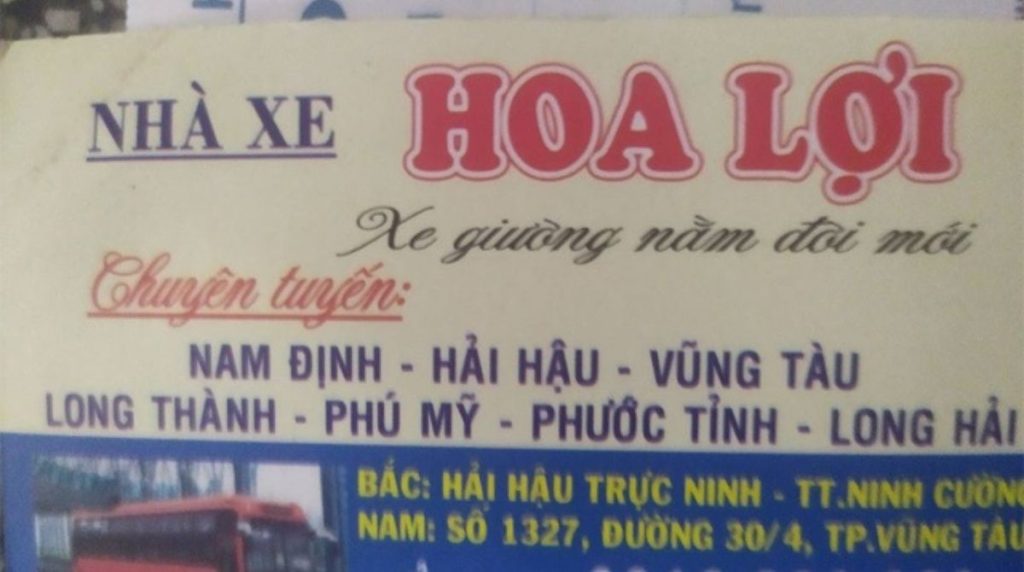 NHÀ XE HOA LỢI
Xe giường nằm đời mới
Chuyên tuyến:
NAM ĐỊNH - HẢI HẬU - VŨNG TÀU
LONG THÀNH - PHÚ MỸ - PHƯỚC TỈNH - LONG HẢI
BẮC: HẢI HẬU TRỰC NINH - TT.NINH CƯỜNG
NAM: SỐ 1327, ĐƯỜNG 30/4, TP.VŨNG TÀU